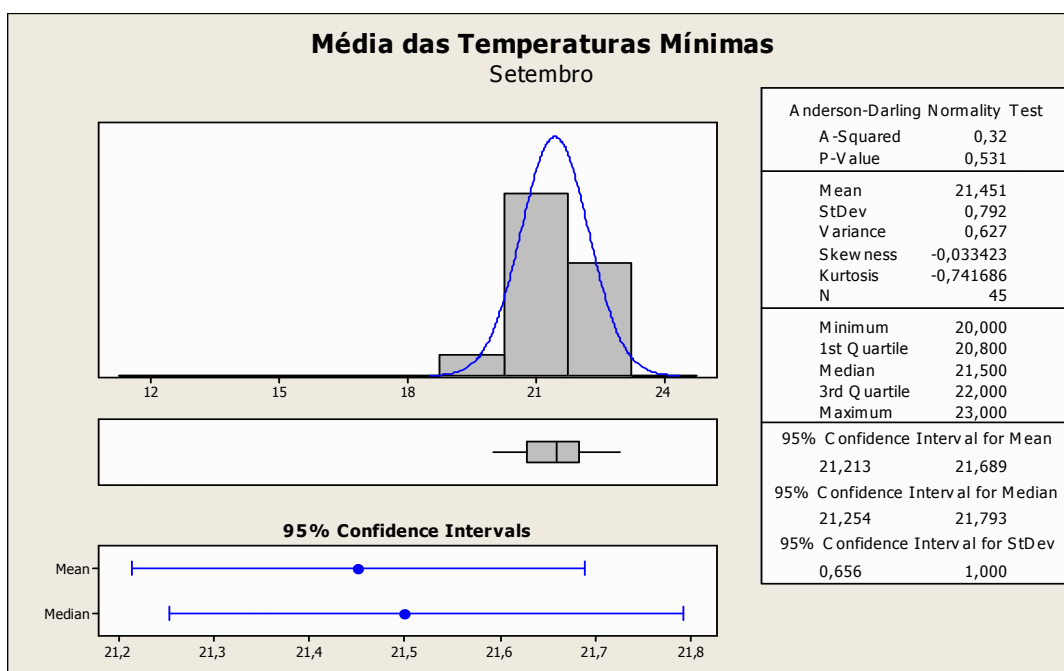 Média das Temperaturas Mínimas
Setembro
12 15 18 21 24
95% Confidence Intervals
Mean
Median
21,2 21,3 21,4 21,5 21,6 21,7 21,8
Anderson-Darling Normality Test
A-Squared 0,32
P-Value 0,531
Mean 21,451
StDev 0,792
Variance 0,627
Skewness -0,033423
Kurtosis -0,741686
N 45
Minimum 20,000
1st Quartile 20,800
Median 21,500
3rd Quartile 22,000
Maximum 23,000
95% Confidence Interval for Mean
21,213 21,689
95% Confidence Interval for Median
21,254 21,793
95% Confidence Interval for StDev
0,656 1,000